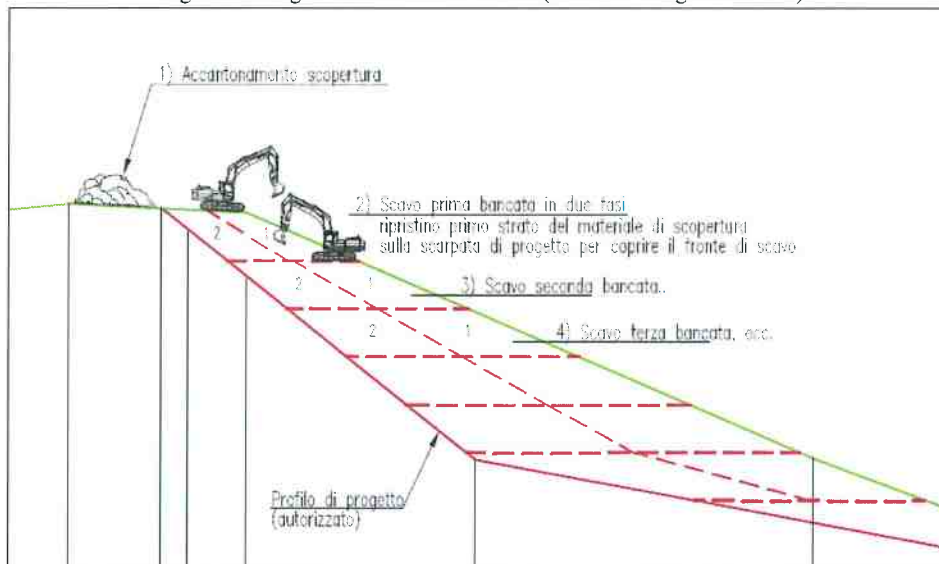 1) Accantonamento scopertura
2) Scavo prima bancata in due fasi
ripristino primo strato del materiale di scopertura
sulla scarpata di progetto per coprire il fronte di scavo
2 1
2 1
3) Scavo seconda bancata..
2 1
4) Scavo terza bancata, ecc.
Profilo di progetto
(autorizzato)